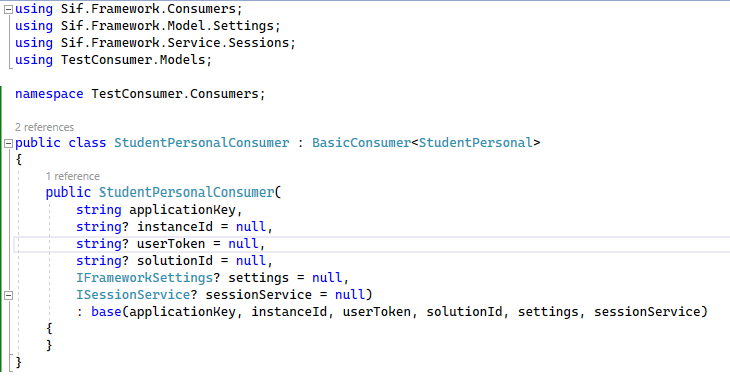 using Sif.Framework.Consumers;
using Sif.Framework.Model.Settings;
using Sif.Framework.Service.Sessions;
using TestConsumer.Models;
namespace TestConsumer.Consumers;
2 references
public class StudentPersonalConsumer : BasicConsumer<StudentPersonal>
{
1 reference
public StudentPersonalConsumer(
string applicationKey,
string? instanceId = null,
string? userToken = null,
string? solutionId = null,
IFrameworkSettings? settings = null,
ISessionService? sessionService = null)
: base(applicationKey, instanceId, userToken, solutionId, settings, sessionService)
{
}
}